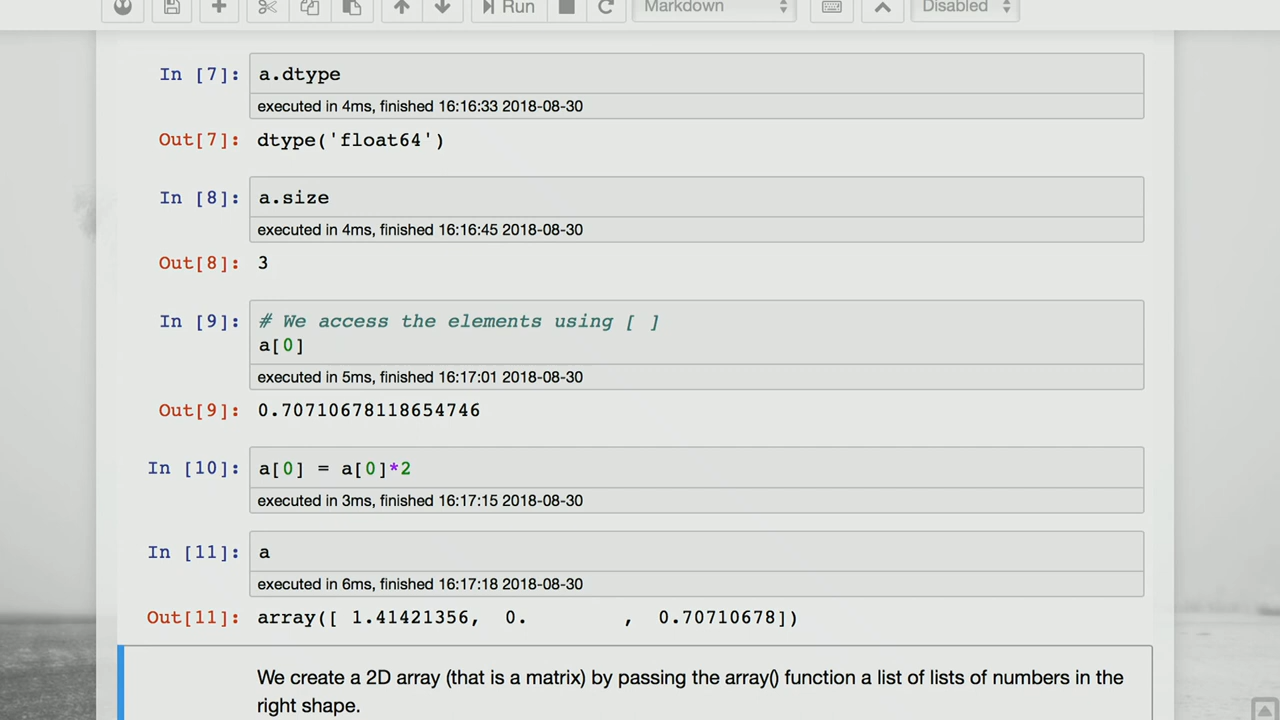 Run Markdown Disabled
In [7]: a.dtype
executed in 4ms, finished 16:16:33 2018-08-30
Out[7]: dtype('float64')
In [8]: a.size
executed in 4ms, finished 16:16:45 2018-08-30
Out[8]: 3
In [9]: # We access the elements using [ ]
a[0]
executed in 5ms, finished 16:17:01 2018-08-30
Out[9]: 0.70710678118654746
In [10]: a[0] = a[0]*2
executed in 3ms, finished 16:17:15 2018-08-30
In [11]: a
executed in 6ms, finished 16:17:18 2018-08-30
Out[11]: array([ 1.41421356,  0.        ,  0.70710678])
We create a 2D array (that is a matrix) by passing the array() function a list of lists of numbers in the
right shape.